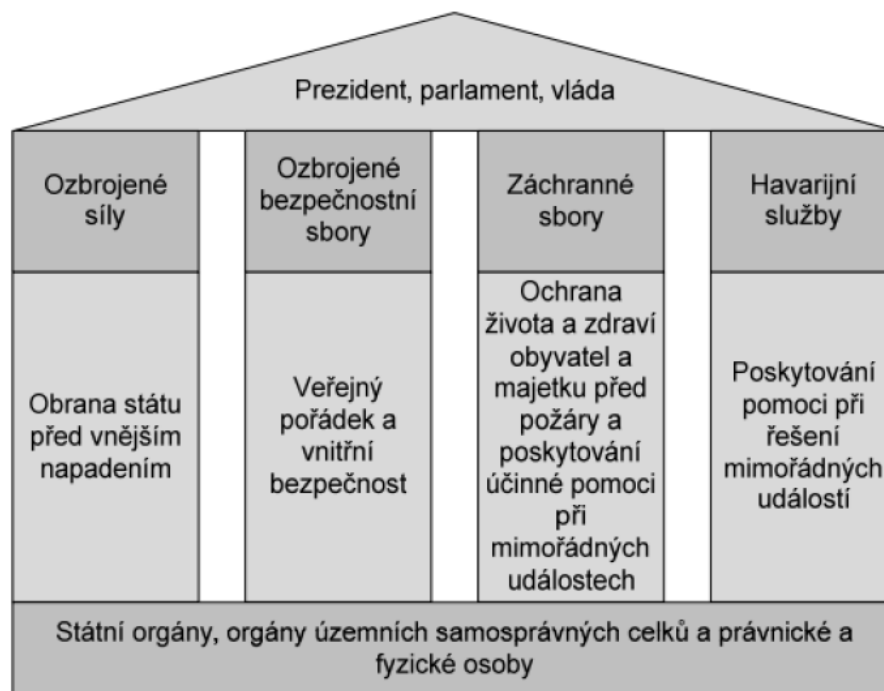 Prezident, parlament, vláda
Ozbrojené
síly
Ozbrojené
bezpečnostní
sbory
Záchranné
sbory
Havarijní
služby
Obrana státu
před vnějším
napadením
Veřejný
pořádek a
vnitřní
bezpečnost
Ochrana
života a zdraví
obyvatel a
majetku před
požáry a
poskytování
účinné pomoci
při
mimořádných
událostech
Poskytování
pomoci při
řešení
mimořádných
událostí
Státní orgány, orgány územních samosprávných celků a právnické a
fyzické osoby